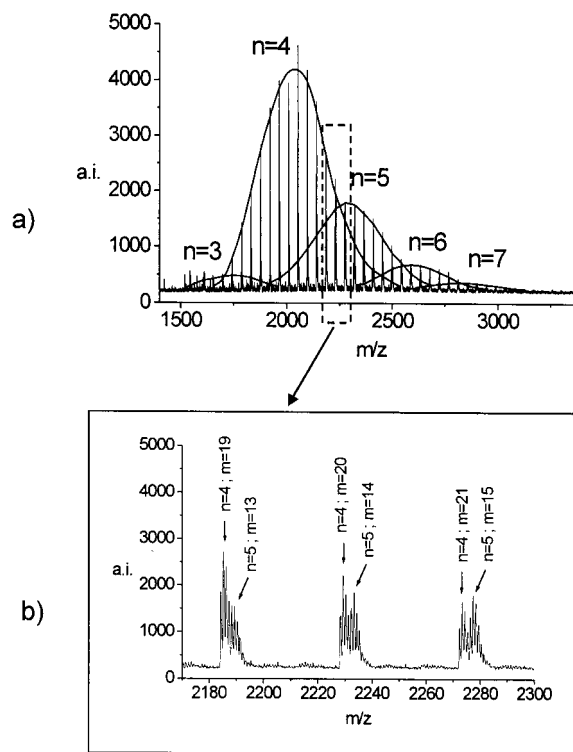 a)
a.i.
5000
4000
3000
2000
1000
0
n=3
n=4
n=5
n=6
n=7
1500 2000 2500 3000
m/z
b)
a.i.
5000
4000
3000
2000
1000
0
n=4 ; m=19
n=5 ; m=13
n=4 ; m=20
n=5 ; m=14
n=4 ; m=21
n=5 ; m=15
2180 2200 2220 2240 2260 2280 2300
m/z